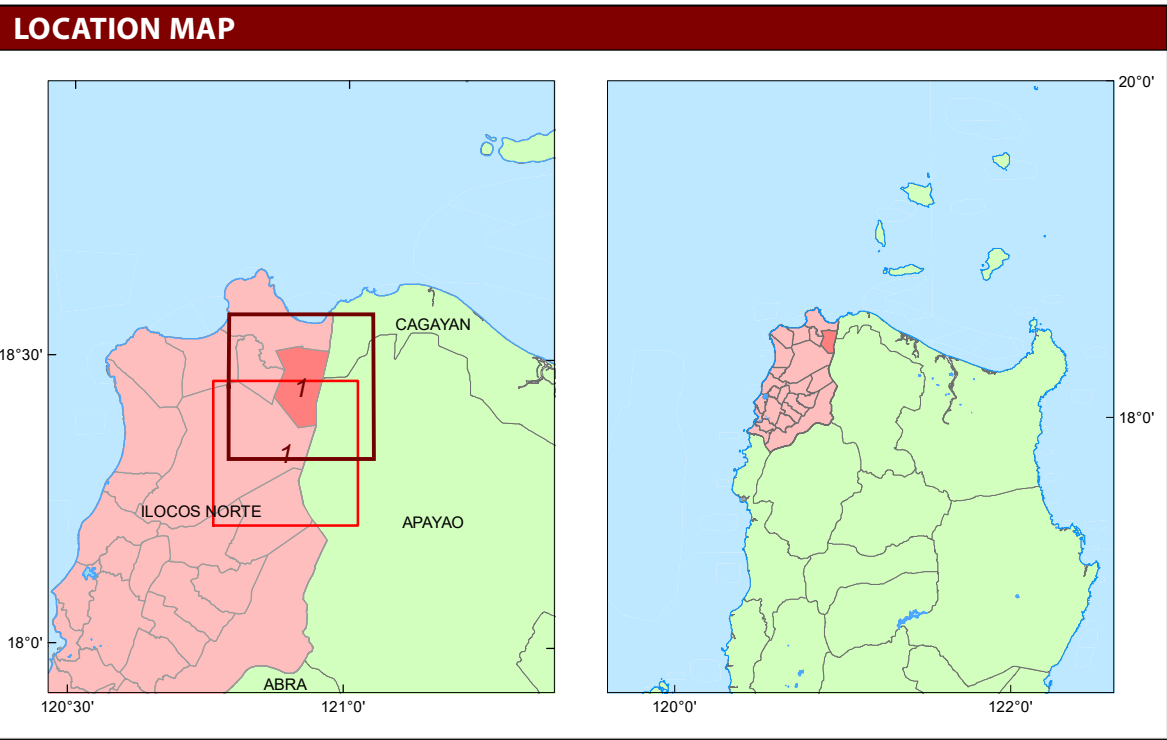 LOCATION MAP
20°0'
CAGAYAN
18°30'
1
18°0'
1
ILOCOS NORTE
APAYAO
18°0'
ABRA
120°30'
121°0'
120°0'
122°0'